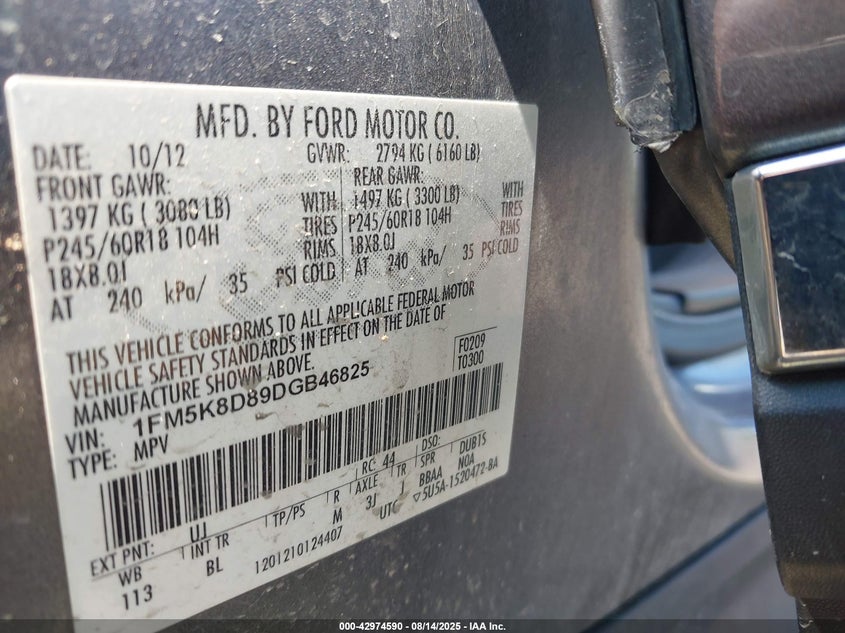 MFD. BY FORD MOTOR CO.
DATE: 10/12 GVWR: 2794 KG ( 6160 LB)
FRONT GAWR: REAR GAWR:
1397 KG ( 3080 LB) WITH 1497 KG ( 3300 LB) WITH
P245/60R18 104H TIRES P245/60R18 104H TIRES
18X8.0J RIMS 18X8.0J RIMS
AT 240 kPa/ 35 PSI COLD AT 240 kPa/ 35 PSI COLD
THIS VEHICLE CONFORMS TO ALL APPLICABLE FEDERAL MOTOR
VEHICLE SAFETY STANDARDS IN EFFECT ON THE DATE OF
MANUFACTURE SHOWN ABOVE.
F0209
T0300
VIN: 1FM5K8D89DGB46825
TYPE: MPV
EXT PNT: UJ RC: 44 DSO:
WB INT TR TP/PS R AXLE TR SPR DUB1S
113 BL M 3J J BBAA N0A
1201210124407 UTC ▽5U5A-1520472-BA
000-42974590 - 08/14/2025 - IAA Inc.